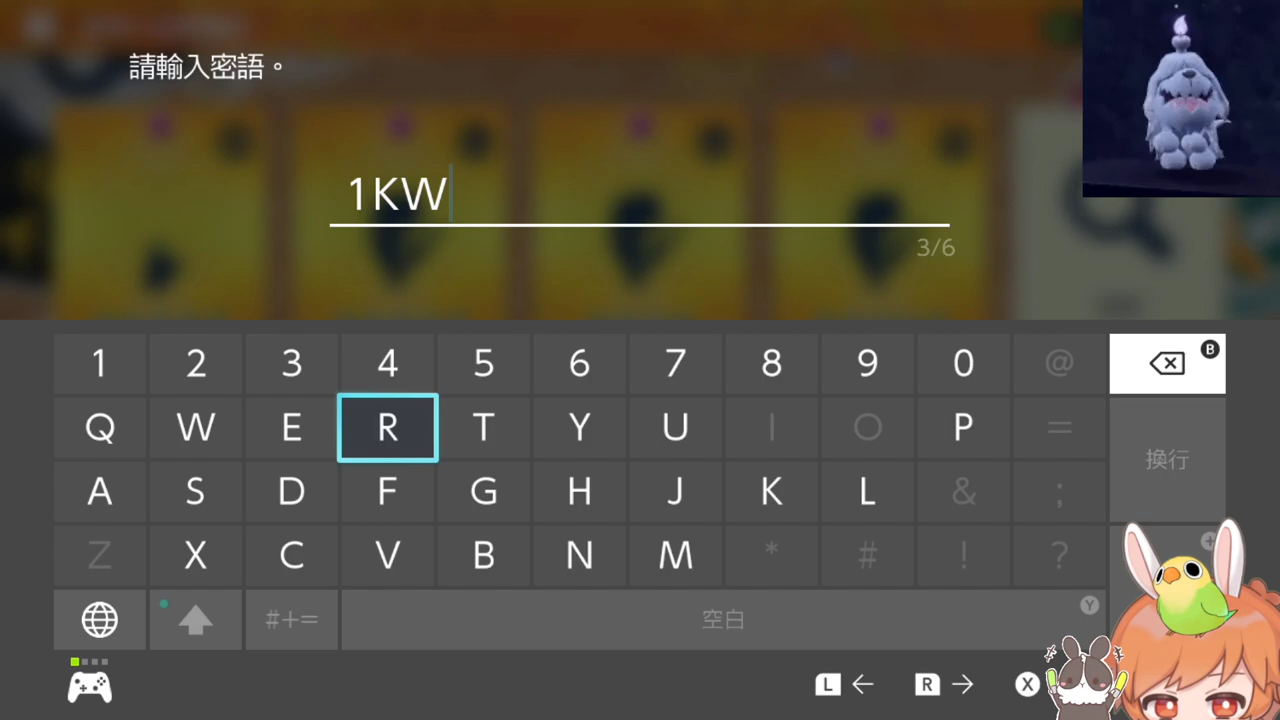 請輸入密語。
1KW
3/6
1 2 3 4 5 6 7 8 9 0 @ B
Q W E R T Y U I O P =
換行
A S D F G H J K L & ;
Z X C V B N M * # ! ?
#+= 空白 Y
L ← R → X